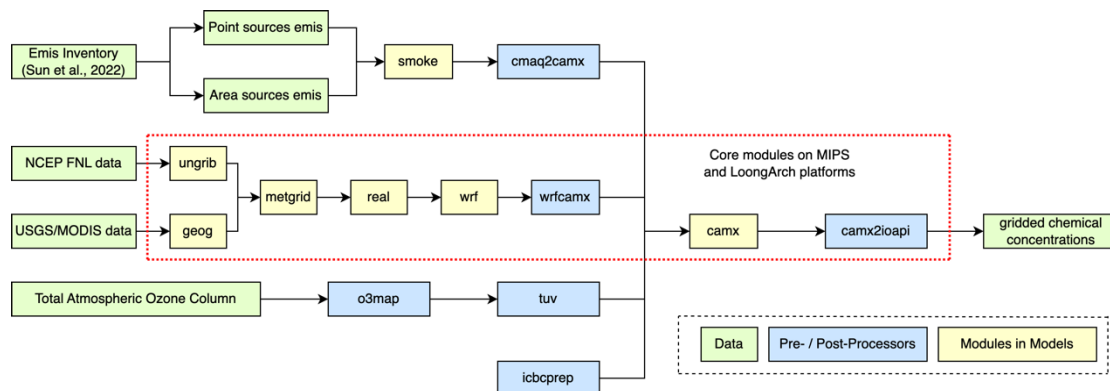 Point sources emis
Emis Inventory
(Sun et al., 2022)
smoke
cmaq2camx
Area sources emis
NCEP FNL data
ungrib
Core modules on MIPS
and LoongArch platforms
metgrid
real
wrf
wrfcamx
USGS/MODIS data
geog
camx
camx2ioapi
gridded chemical
concentrations
Total Atmospheric Ozone Column
o3map
tuv
icbcprep
Data
Pre- / Post-Processors
Modules in Models